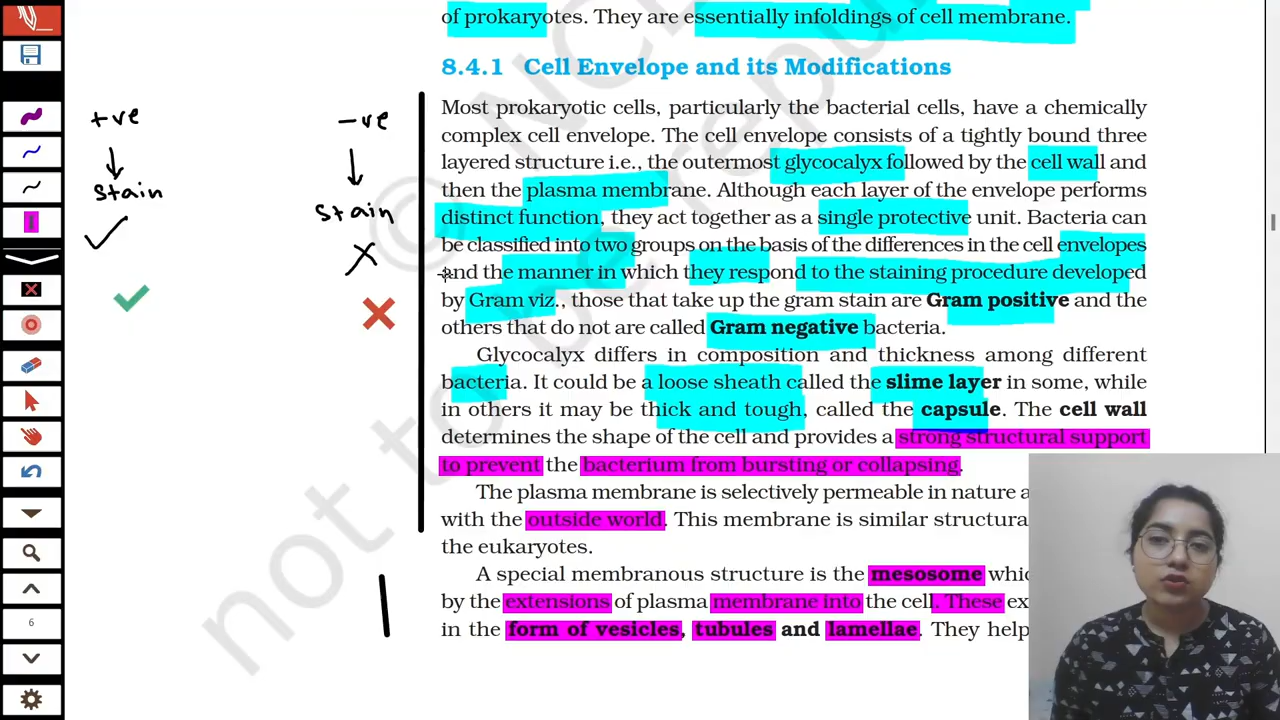 of prokaryotes. They are essentially infoldings of cell membrane.
8.4.1 Cell Envelope and its Modifications
Most prokaryotic cells, particularly the bacterial cells, have a chemically
complex cell envelope. The cell envelope consists of a tightly bound three
layered structure i.e., the outermost glycocalyx followed by the cell wall and
then the plasma membrane. Although each layer of the envelope performs
distinct function, they act together as a single protective unit. Bacteria can
be classified into two groups on the basis of the differences in the cell envelopes
and the manner in which they respond to the staining procedure developed
by Gram viz., those that take up the gram stain are Gram positive and the
others that do not are called Gram negative bacteria.
Glycocalyx differs in composition and thickness among different
bacteria. It could be a loose sheath called the slime layer in some, while
in others it may be thick and tough, called the capsule. The cell wall
determines the shape of the cell and provides a strong structural support
to prevent the bacterium from bursting or collapsing.
The plasma membrane is selectively permeable in nature a
with the outside world. This membrane is similar structura
the eukaryotes.
A special membranous structure is the mesosome whic
by the extensions of plasma membrane into the cell. These ex
in the form of vesicles, tubules and lamellae. They help
+ve
stain
-ve
stain
6
© NC
not to be repu